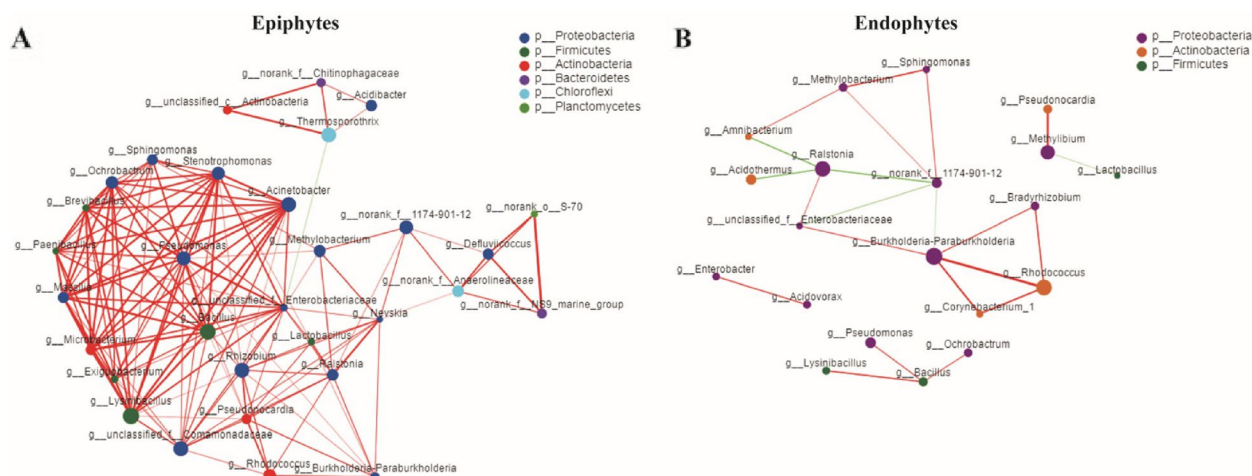 Epiphytes
A
p__Proteobacteria
p__Firmicutes
p__Actinobacteria
p__Bacteroidetes
p__Chloroflexi
p__Planctomycetes
g__norank_f__Chitinophagaceae
g__Acidibacter
g__unclassified_c__Actinobacteria
g__Thermosporothrix
g__Sphingomonas
g__Stenotrophomonas
g__Ochrobactrum
g__Acinetobacter
g__Brevibacillus
g__norank_f__1174-901-12
g__norank_o__S-70
g__Paenibacillus
g__Pseudomonas
g__Methylobacterium
g__Defluviicoccus
g__norank_f__Anaerolineaceae
g__Massilia
g__unclassified_f__Enterobacteriaceae
g__norank_f__NS9_marine_group
g__Bacillus
g__Nevskia
g__Microbacterium
g__Lactobacillus
g__Rhizobium
g__Ralstonia
g__Exiguobacterium
g__Lysinibacillus
g__Pseudonocardia
g__unclassified_f__Comamonadaceae
g__Rhodococcus
g__Burkholderia-Paraburkholderia
Endophytes
B
p__Proteobacteria
p__Actinobacteria
p__Firmicutes
g__Sphingomonas
g__Methylobacterium
g__Pseudonocardia
g__Amnibacterium
g__Methylibium
g__Ralstonia
g__Acidothermus
g__norank_f__1174-901-12
g__Lactobacillus
g__Bradyrhizobium
g__unclassified_f__Enterobacteriaceae
g__Burkholderia-Paraburkholderia
g__Enterobacter
g__Rhodococcus
g__Acidovorax
g__Corynebacterium_1
g__Pseudomonas
g__Ochrobactrum
g__Lysinibacillus
g__Bacillus